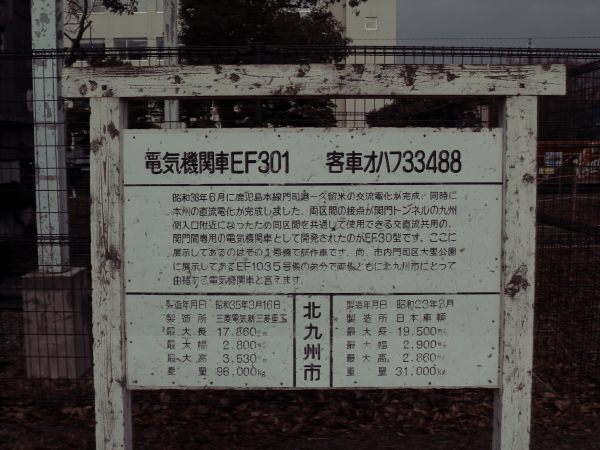 電気機関車EF301　客車オハフ33488
昭和36年6月に鹿児島本線門司港ー久留米の交流電化が完成、同時に
本州の直流電化が完成しました。両区間の接点が関門トンネルの九州
側入口附近になったため同区間を共通して使用できる交直流共用の、
関門間専用の電気機関車として開発されたのがEF30型です。ここに
展示してあるのはその1号機で試作車です。尚、市内門司区大里公園
に展示してあるEF1035号機のみ分で両機ともに北九州市にとって
由緒する電気機関車と言えます。
製造年月日 昭和35年3月16日
製造所 三菱電気新三菱重工
最大長 17.860
最大幅 2.800
最大高 3.530
重量 96,000kg
北九州市
製造年月日 昭和23年3月
製造所 日本車輌
最大長 19.500
最大幅 2.900
最大高 2.860
重量 31,000kg